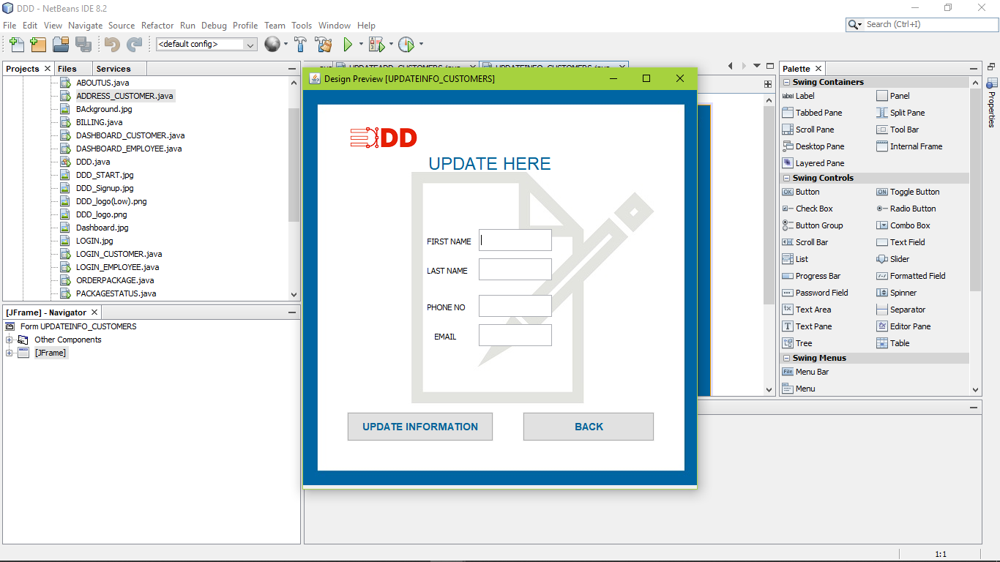 DDD - NetBeans IDE 8.2
File Edit View Navigate Source Refactor Run Debug Profile Team Tools Window Help
Search (Ctrl+I)
<default config>
Projects Files Services
ABOUTUS.java
ADDRESS_CUSTOMER.java
BAckground.jpg
BILLING.java
DASHBOARD_CUSTOMER.java
DASHBOARD_EMPLOYEE.java
DDD.java
DDD_START.jpg
DDD_Signup.jpg
DDD_logo(Low).png
DDD_logo.png
Dashboard.jpg
LOGIN.jpg
LOGIN_CUSTOMER.java
LOGIN_EMPLOYEE.java
ORDERPACKAGE.java
PACKAGESTATUS.java
[JFrame] - Navigator
Form UPDATEINFO_CUSTOMERS
Other Components
[JFrame]
Design Preview [UPDATEINFO_CUSTOMERS]
DDD
UPDATE HERE
FIRST NAME
LAST NAME
PHONE NO
EMAIL
UPDATE INFORMATION BACK
Palette
Swing Containers
Label Panel
Tabbed Pane Split Pane
Scroll Pane Tool Bar
Desktop Pane Internal Frame
Layered Pane
Swing Controls
Button Toggle Button
Check Box Radio Button
Button Group Combo Box
Scroll Bar Text Field
List Slider
Progress Bar Formatted Field
Password Field Spinner
Text Area Separator
Text Pane Editor Pane
Tree Table
Swing Menus
Menu Bar
Menu
Properties
1:1